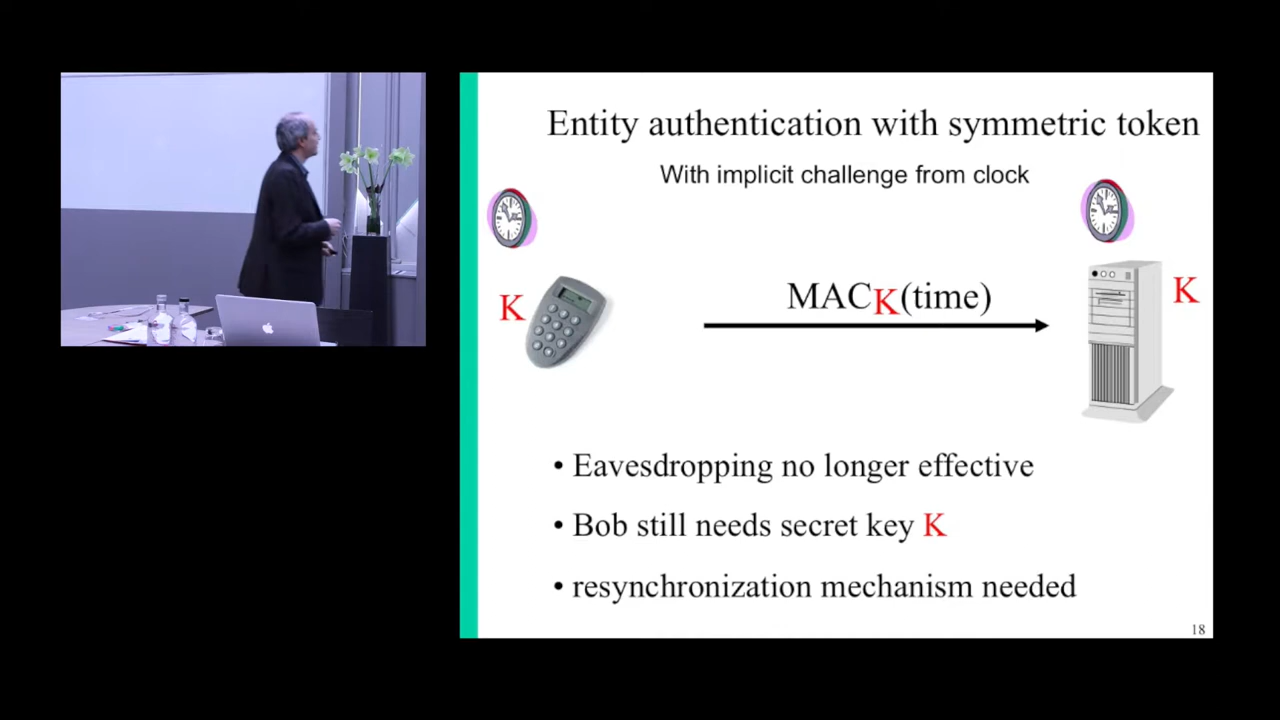 Entity authentication with symmetric token
With implicit challenge from clock
K
MACK(time)
K
• Eavesdropping no longer effective
• Bob still needs secret key K
• resynchronization mechanism needed
18